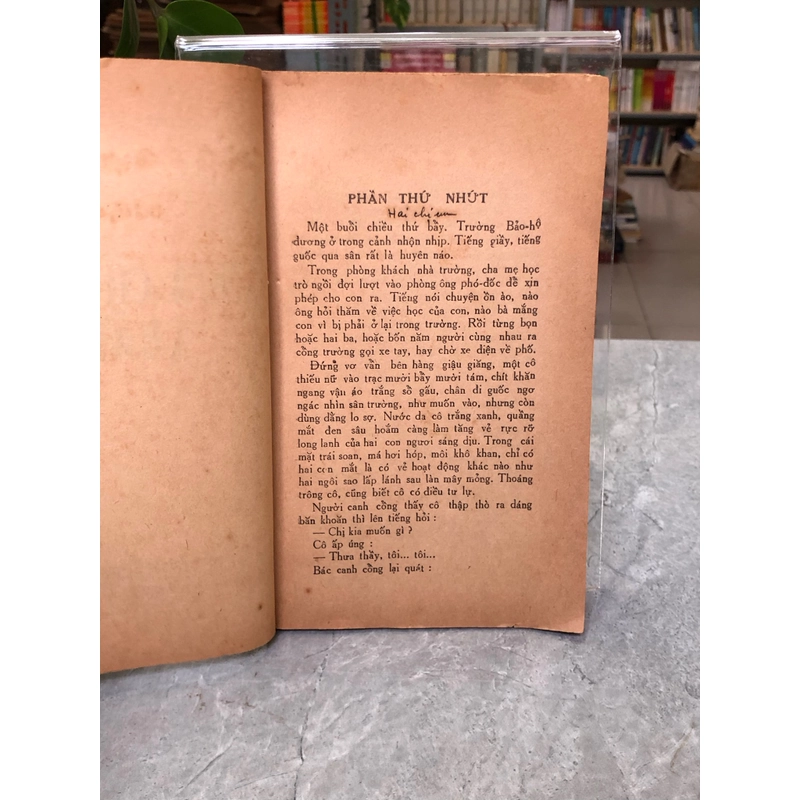 PHẦN THỨ NHỨT
Hai chị em
Một buổi chiều thứ bẩy, Trường Bảo-hộ
đương ở trong cảnh nhộn nhịp. Tiếng giầy, tiếng
guốc qua sân rất là huyên náo.
Trong phòng khách nhà trường, cha mẹ học
trò ngồi đợi lượt vào phòng ông phó-đốc để xin
phép cho con ra. Tiếng nói chuyện ồn ào, nào
ông hỏi thăm về việc học của con, nào bà mắng
con vì bị phải ở lại trong trường. Rồi từng bọn
hoặc hai ba, hoặc bốn năm người cùng nhau ra
cổng trường gọi xe tay, hay chờ xe điện về phố.
Đứng vơ vẩn bên hàng giậu găng, một cô
thiếu nữ vào trạc mười bẩy mười tám, chít khăn
ngang vận áo trắng sổ gấu, chân đi guốc ngơ
ngác nhìn sân trường, như muốn vào, nhưng còn
dùng dằng lo sợ. Nước da cô trắng xanh, quầng
mắt đen sâu hoắm càng làm tăng vẻ rực rỡ
long lanh của hai con ngươi sáng dịu. Trong cái
mặt trái soan, má hơi hóp, môi khô khan, chỉ có
hai con mắt là có vẻ hoạt động khác nào như
hai ngôi sao lấp lánh sau làn mây mỏng. Thoáng
trông cô, cũng biết cô có điều tư lự.
Người canh cổng thấy cô thập thò ra dáng
băn khoăn thì lên tiếng hỏi :
— Chị kia muốn gì ?
Cô ấp úng :
— Thưa thầy, tôi... tôi...
Bác canh cổng lại quát :